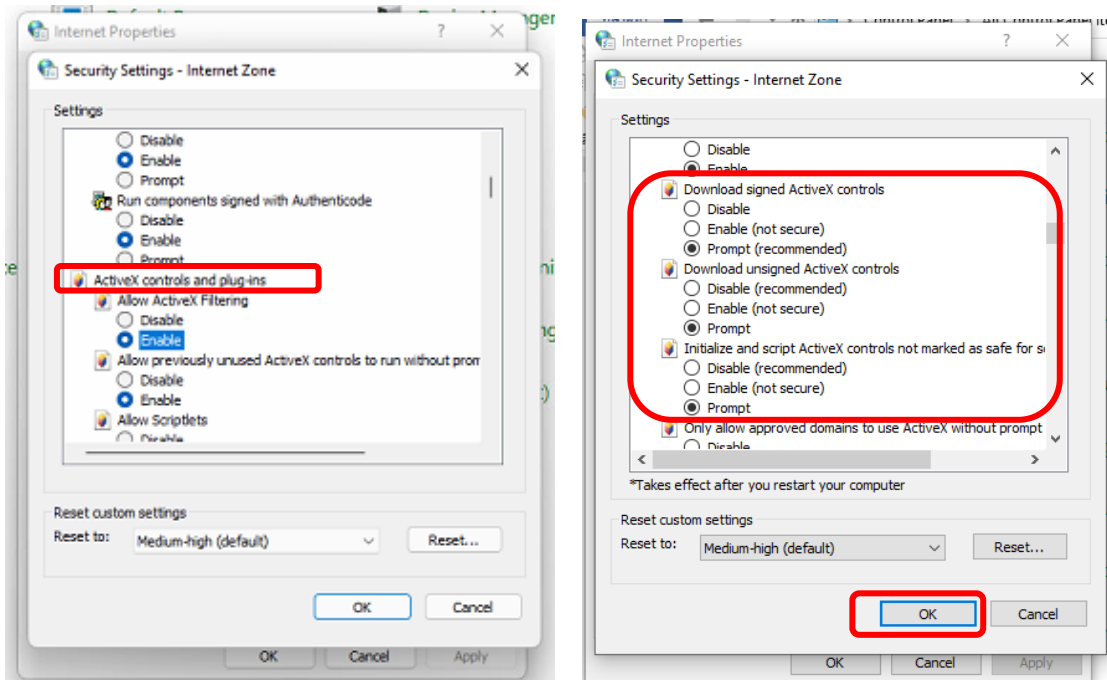 Internet Properties
?
Security Settings - Internet Zone
Settings
Disable
Enable
Prompt
Run components signed with Authenticode
Disable
Enable
Prompt
ActiveX controls and plug-ins
Allow ActiveX Filtering
Disable
Enable
Allow previously unused ActiveX controls to run without prom
Disable
Enable
Allow Scriptlets
Disable
Reset custom settings
Reset to:
Medium-high (default)
Reset...
OK
Cancel
OK
Cancel
Apply
Internet Properties
?
Security Settings - Internet Zone
Settings
Disable
Enable
Download signed ActiveX controls
Disable
Enable (not secure)
Prompt (recommended)
Download unsigned ActiveX controls
Disable (recommended)
Enable (not secure)
Prompt
Initialize and script ActiveX controls not marked as safe for s
Disable (recommended)
Enable (not secure)
Prompt
Only allow approved domains to use ActiveX without prompt
Disable
*Takes effect after you restart your computer
Reset custom settings
Reset to:
Medium-high (default)
Reset...
OK
Cancel
OK
Cancel
Apply